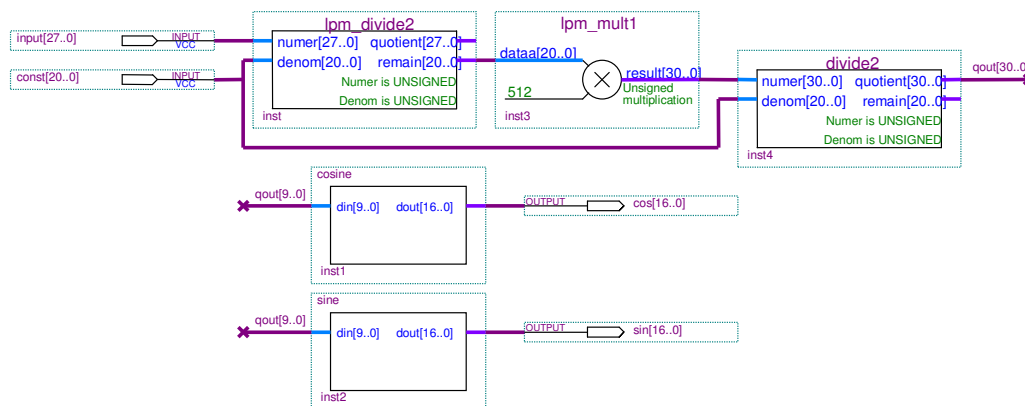 lpm_divide2
input[27..0]
INPUT
VCC
numer[27..0] quotient[27..0]
const[20..0]
INPUT
VCC
denom[20..0] remain[20..0]
Numer is UNSIGNED
Denom is UNSIGNED
inst
lpm_mult1
dataa[20..0]
512
result[30..0]
Unsigned
multiplication
inst3
divide2
numer[30..0] quotient[30..0]
denom[20..0] remain[20..0]
Numer is UNSIGNED
Denom is UNSIGNED
inst4
qout[30..0]
cosine
qout[9..0]
din[9..0] dout[16..0]
OUTPUT
cos[16..0]
inst1
sine
qout[9..0]
din[9..0] dout[16..0]
OUTPUT
sin[16..0]
inst2